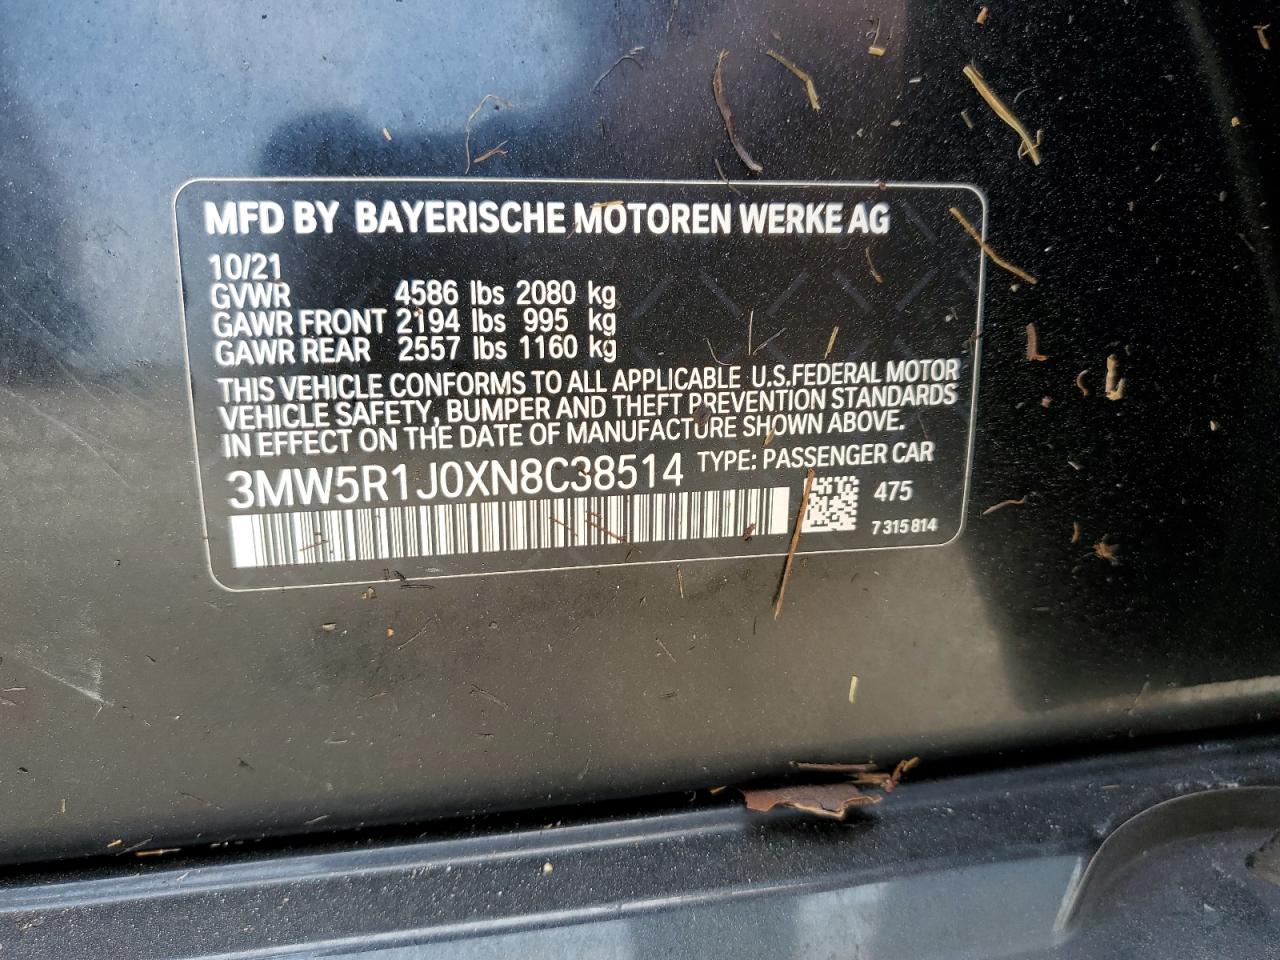 MFD BY BAYERISCHE MOTOREN WERKE AG
10/21
GVWR 4586 lbs 2080 kg
GAWR FRONT 2194 lbs 995 kg
GAWR REAR 2557 lbs 1160 kg
THIS VEHICLE CONFORMS TO ALL APPLICABLE U.S.FEDERAL MOTOR
VEHICLE SAFETY, BUMPER AND THEFT PREVENTION STANDARDS
IN EFFECT ON THE DATE OF MANUFACTURE SHOWN ABOVE.
3MW5R1J0XN8C38514 TYPE: PASSENGER CAR
475
7 315 814